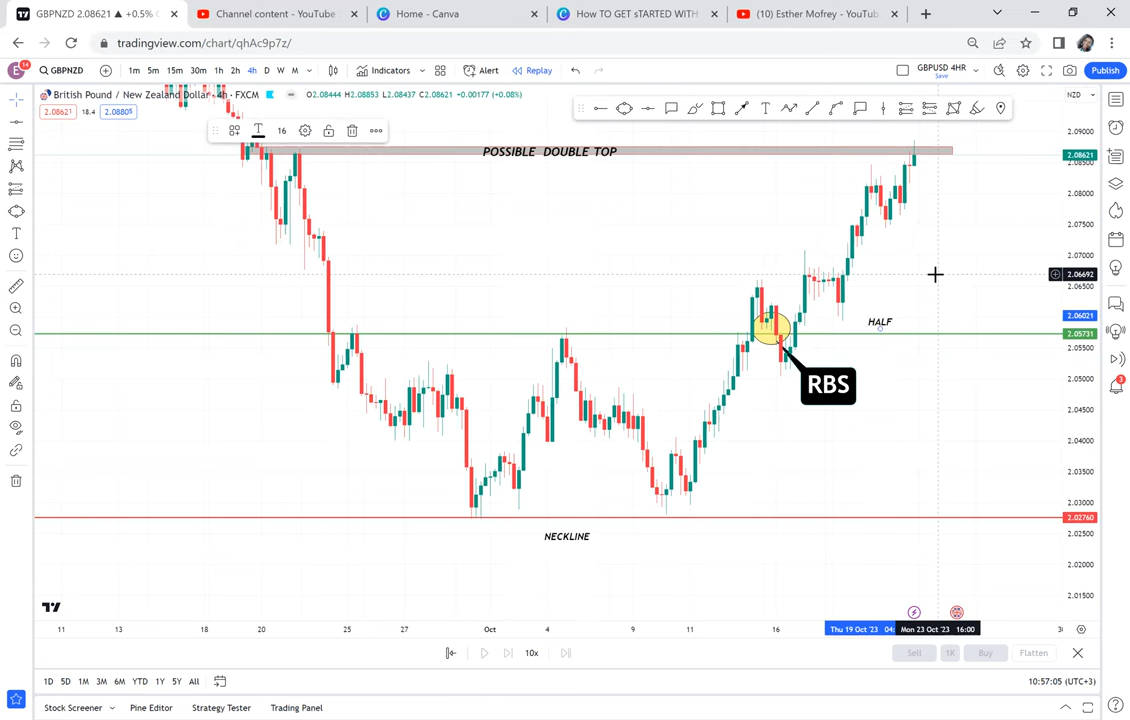 GBPNZD 2.08621 ▲ +0.5% C
Channel content - YouTube S
Home - Canva
How TO GET sTARTED WITH
(10) Esther Mofrey - YouTub
tradingview.com/chart/qhAc9p7z/
E 14
GBPNZD
1m 5m 15m 30m 1h 2h 4h D W M
Indicators
Alert
Replay
GBPUSD 4HR
Save
Publish
British Pound / New Zealand Dollar · 4h · FXCM
O2.08444 H2.08853 L2.08437 C2.08621 +0.00177 (+0.08%)
NZD
2.08621 18.4 2.08805
16
2.09000
POSSIBLE DOUBLE TOP
2.08621
2.08500
2.08000
2.07500
2.07000
2.06692
2.06500
2.06021
HALF
2.05731
2.05500
RBS
2.05000
2.04500
2.04000
2.03500
2.03000
2.02760
NECKLINE
2.02500
2.02000
2.01500
11 13 18 20 25 27 Oct 4 9 11 16 Thu 19 Oct '23 04: Mon 23 Oct '23 16:00
10x
Sell 1K Buy Flatten
1D 5D 1M 3M 6M YTD 1Y 5Y All
10:57:05 (UTC+3)
Stock Screener Pine Editor Strategy Tester Trading Panel
3